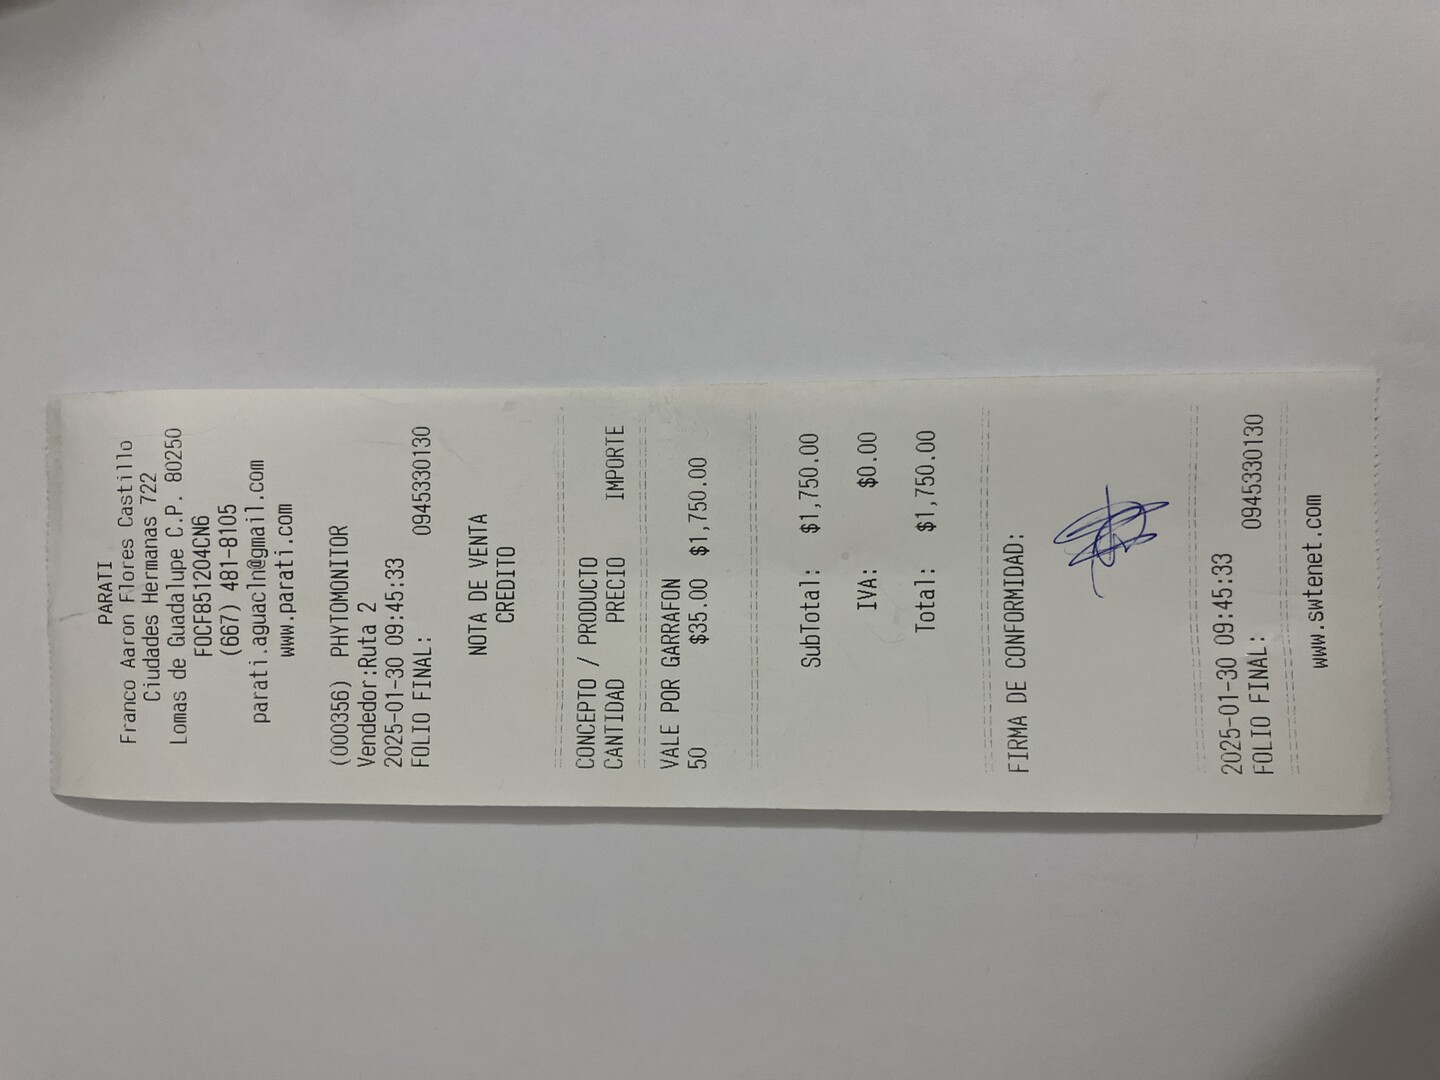 PARATI
Franco Aaron Flores Castillo
Ciudades Hermanas 722
Lomas de Guadalupe C.P. 80250
FOCF851204CN6
(667) 481-8105
parati.aguacln@gmail.com
www.parati.com
(000356) PHYTOMONITOR
Vendedor:Ruta 2
2025-01-30 09:45:33
FOLIO FINAL: 0945330130
NOTA DE VENTA
CREDITO
CONCEPTO / PRODUCTO
CANTIDAD PRECIO IMPORTE
VALE POR GARRAFON
50 $35.00 $1,750.00
SubTotal: $1,750.00
IVA: $0.00
Total: $1,750.00
FIRMA DE CONFORMIDAD:
2025-01-30 09:45:33
FOLIO FINAL: 0945330130
www.swtenet.com